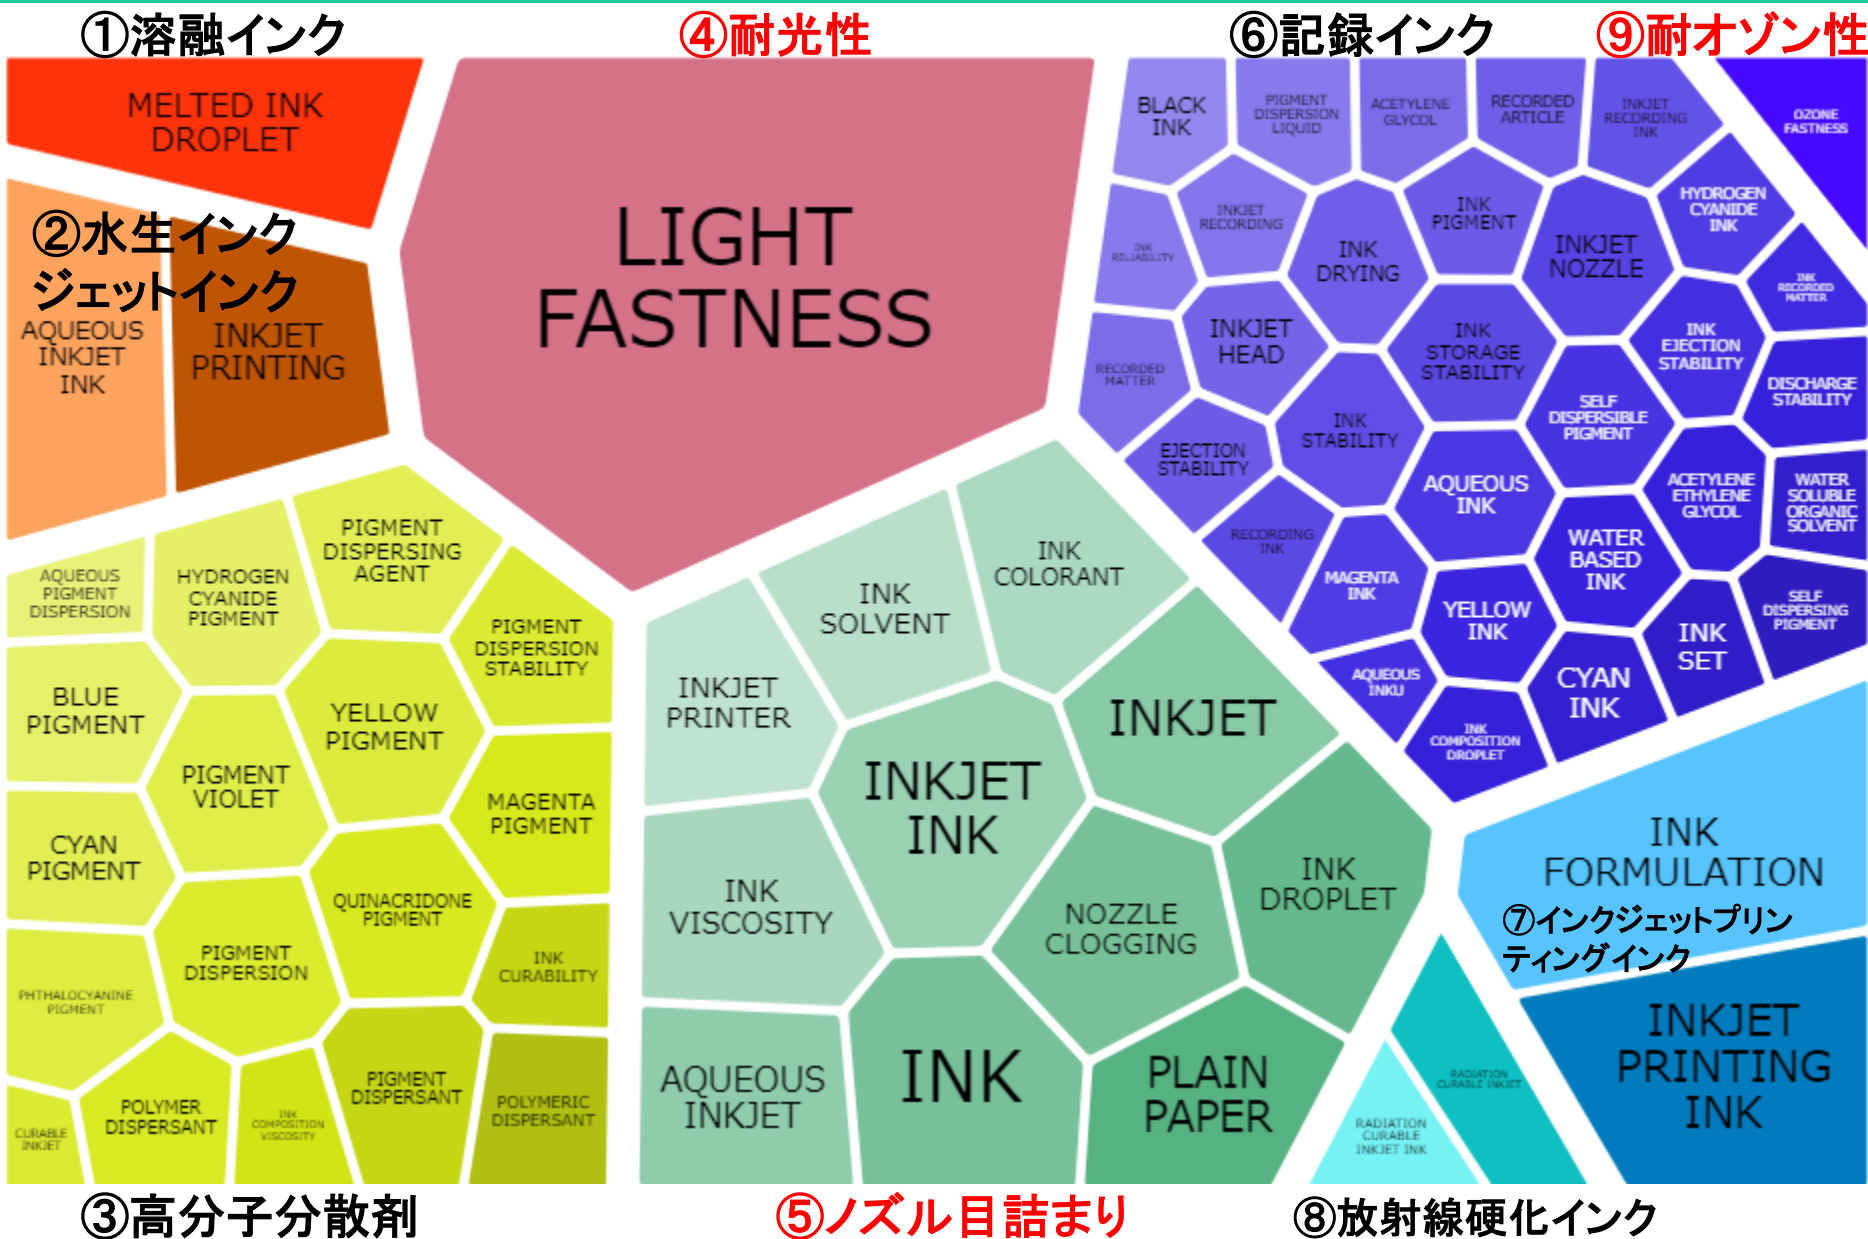 ①溶融インク
④耐光性
⑥記録インク
⑨耐オゾン性
MELTED INK
DROPLET
②水生インク
ジェットインク
AQUEOUS
INKJET
INK
INKJET
PRINTING
LIGHT
FASTNESS
BLACK
INK
PIGMENT
DISPERSION
LIQUID
ACETYLENE
GLYCOL
RECORDED
ARTICLE
INKJET
RECORDING
INK
OZONE
FASTNESS
INK
RELIABILITY
INKJET
RECORDING
INK
DRYING
INK
PIGMENT
INKJET
NOZZLE
HYDROGEN
CYANIDE
INK
INK
RECORDED
MATTER
RECORDED
MATTER
INKJET
HEAD
INK
STORAGE
STABILITY
INK
EJECTION
STABILITY
DISCHARGE
STABILITY
EJECTION
STABILITY
INK
STABILITY
SELF
DISPERSIBLE
PIGMENT
AQUEOUS
INK
ACETYLENE
ETHYLENE
GLYCOL
WATER
SOLUBLE
ORGANIC
SOLVENT
RECORDING
INK
MAGENTA
INK
WATER
BASED
INK
YELLOW
INK
SELF
DISPERSING
PIGMENT
INK
SET
AQUEOUS
INKU
CYAN
INK
INK
COMPOSITION
DROPLET
AQUEOUS
PIGMENT
DISPERSION
HYDROGEN
CYANIDE
PIGMENT
PIGMENT
DISPERSING
AGENT
PIGMENT
DISPERSION
STABILITY
BLUE
PIGMENT
YELLOW
PIGMENT
PIGMENT
VIOLET
MAGENTA
PIGMENT
CYAN
PIGMENT
QUINACRIDONE
PIGMENT
PIGMENT
DISPERSION
INK
CURABILITY
PHTHALOCYANINE
PIGMENT
CURABLE
INKJET
POLYMER
DISPERSANT
INK
COMPOSITION
VISCOSITY
PIGMENT
DISPERSANT
POLYMERIC
DISPERSANT
INK
SOLVENT
INK
COLORANT
INKJET
PRINTER
INKJET
INKJET
INK
INK
VISCOSITY
NOZZLE
CLOGGING
INK
DROPLET
AQUEOUS
INKJET
INK
PLAIN
PAPER
INK
FORMULATION
⑦インクジェットプリン
ティングインク
INKJET
PRINTING
INK
RADIATION
CURABLE INKJET
RADIATION
CURABLE
INKJET INK
③高分子分散剤
⑤ノズル目詰まり
⑧放射線硬化インク